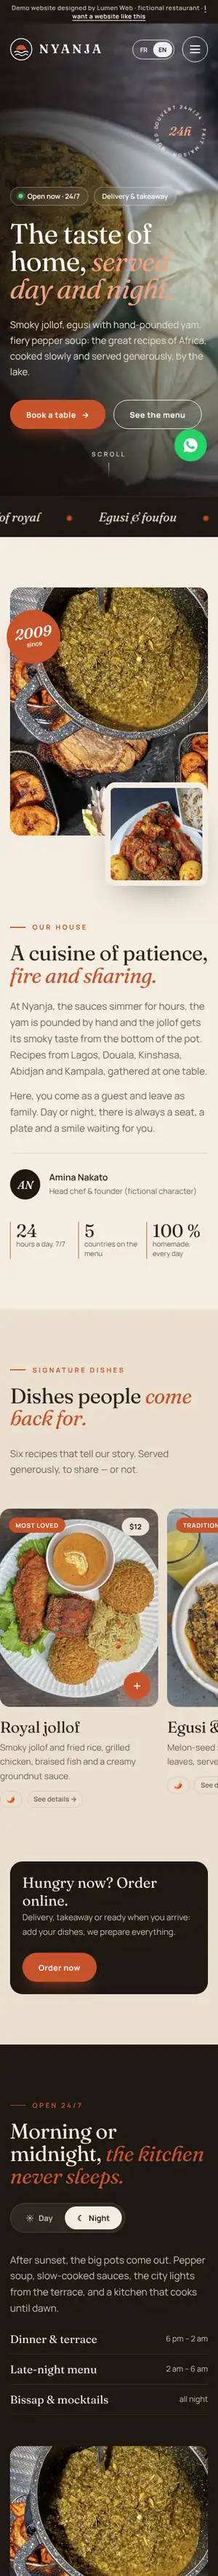 Demo website designed by Lumen Web · fictional restaurant · I
want a website like this
NYANJA
FR
EN
24h
Open now · 24/7
Delivery & takeaway
The taste of
home, served
day and night.
Smoky jollof, egusi with hand-pounded yam,
fiery pepper soup: the great recipes of Africa,
cooked slowly and served generously, by the
lake.
Book a table →
See the menu
SCROLL
lof royal
Egusi & foufou
2009
since
OUR HOUSE
A cuisine of patience,
fire and sharing.
At Nyanja, the sauces simmer for hours, the
yam is pounded by hand and the jollof gets
its smoky taste from the bottom of the pot.
Recipes from Lagos, Douala, Kinshasa,
Abidjan and Kampala, gathered at one table.
Here, you come as a guest and leave as
family. Day or night, there is always a seat, a
plate and a smile waiting for you.
AN
Amina Nakato
Head chef & founder (fictional character)
24
hours a day, 7/7
5
countries on the
menu
100 %
homemade,
every day
SIGNATURE DISHES
Dishes people come
back for.
Six recipes that tell our story. Served
generously, to share — or not.
MOST LOVED
$12
TRADITION
+
Royal jollof
Smoky jollof and fried rice, grilled
chicken, braised fish and a creamy
groundnut sauce.
See details →
Egusi &
Melon-seed
leaves, serve
See d
Hungry now? Order
online.
Delivery, takeaway or ready when you arrive:
add your dishes, we prepare everything.
Order now
OPEN 24/7
Morning or
midnight, the kitchen
never sleeps.
☀ Day
☾ Night
After sunset, the big pots come out. Pepper
soup, slow-cooked sauces, the city lights
from the terrace, and a kitchen that cooks
until dawn.
Dinner & terrace
6 pm – 2 am
Late-night menu
2 am – 6 am
Bissap & mocktails
all night